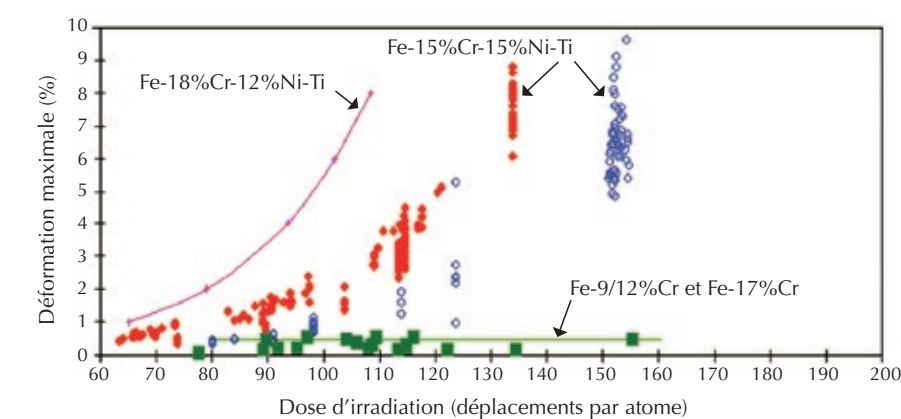 Déformation maximale (%)
10
9
8
7
6
5
4
3
2
1
0
Fe-18%Cr-12%Ni-Ti
Fe-15%Cr-15%Ni-Ti
Fe-9/12%Cr et Fe-17%Cr
60 70 80 90 100 110 120 130 140 150 160 170 180 190 200
Dose d'irradiation (déplacements par atome)